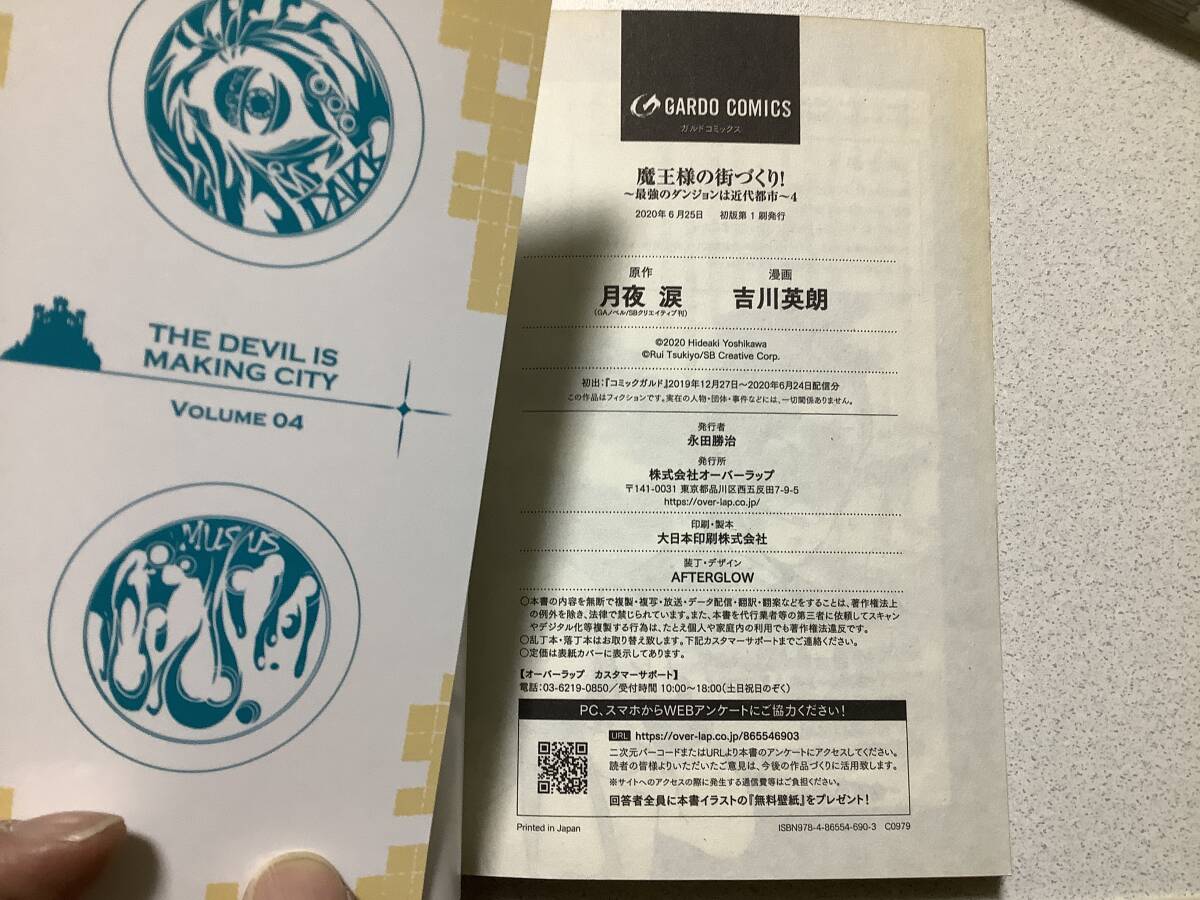 DARK
THE DEVIL IS
MAKING CITY
VOLUME 04
MUCUS
GARDO COMICS
ガルドコミックス
魔王様の街づくり!
~最強のダンジョンは近代都市~4
2020年6月25日 初版第1刷発行
原作
月夜 涙
(GAノベル/SBクリエイティブ刊)
漫画
吉川英朗
©2020 Hideaki Yoshikawa
©Rui Tsukiyo/SB Creative Corp.
初出:『コミックガルド』2019年12月27日~2020年6月24日配信分
この作品はフィクションです。実在の人物・団体・事件などには、一切関係ありません。
発行者
永田勝治
発行所
株式会社オーバーラップ
〒141-0031 東京都品川区西五反田7-9-5
https://over-lap.co.jp/
印刷・製本
大日本印刷株式会社
装丁・デザイン
AFTERGLOW
○本書の内容を無断で複製・複写・放送・データ配信・翻訳・翻案などをすることは、著作権法上
の例外を除き、法律で禁じられています。また、本書を代行業者等の第三者に依頼してスキャン
やデジタル化等複製する行為は、たとえ個人や家庭内の利用でも著作権法違反です。
○乱丁本・落丁本はお取り替え致します。下記カスタマーサポートまでご連絡ください。
○定価は表紙カバーに表示してあります。
【オーバーラップ カスタマーサポート】
電話:03-6219-0850/受付時間 10:00~18:00(土日祝日のぞく)
PC、スマホからWEBアンケートにご協力ください!
URL https://over-lap.co.jp/865546903
二次元バーコードまたはURLより本書のアンケートにアクセスしてください。
読者の皆様よりいただいたご意見は、今後の作品づくりに活用致します。
※サイトへのアクセスの際に発生する通信費等はご負担ください。
回答者全員に本書イラストの『無料壁紙』をプレゼント!
Printed in Japan
ISBN978-4-86554-690-3 C0979